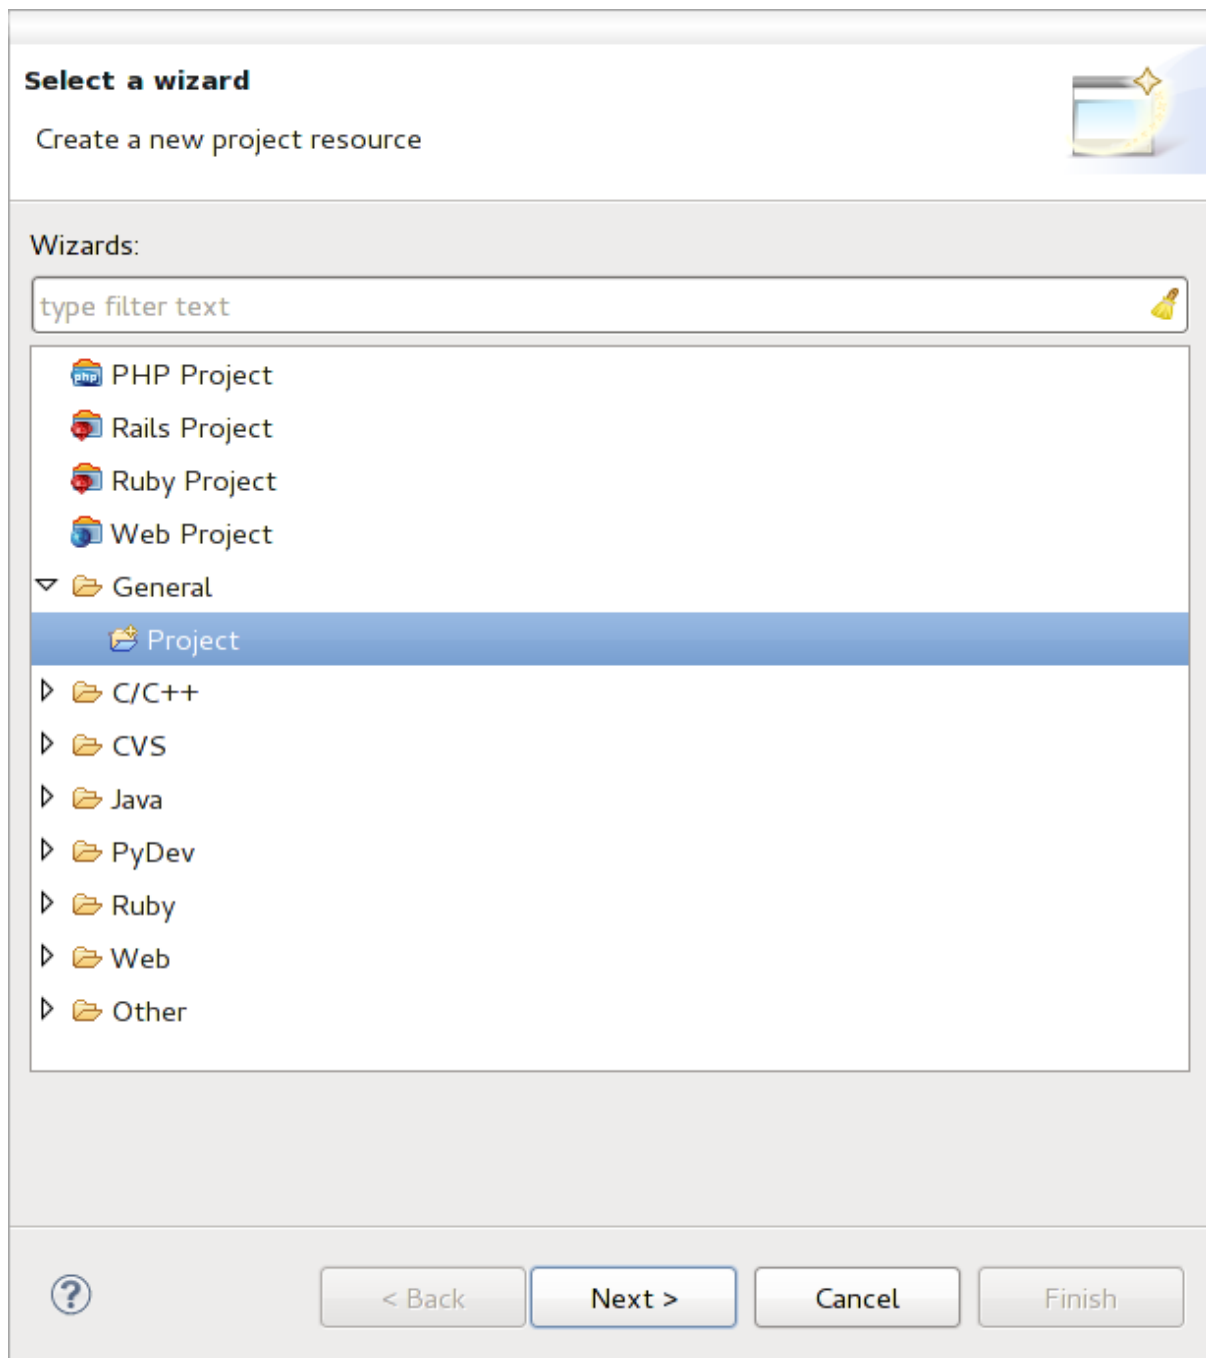 Select a wizard
Create a new project resource
Wizards:
type filter text
php PHP Project
Rails Project
Ruby Project
Web Project
General
Project
C/C++
CVS
Java
PyDev
Ruby
Web
Other
? < Back Next > Cancel Finish